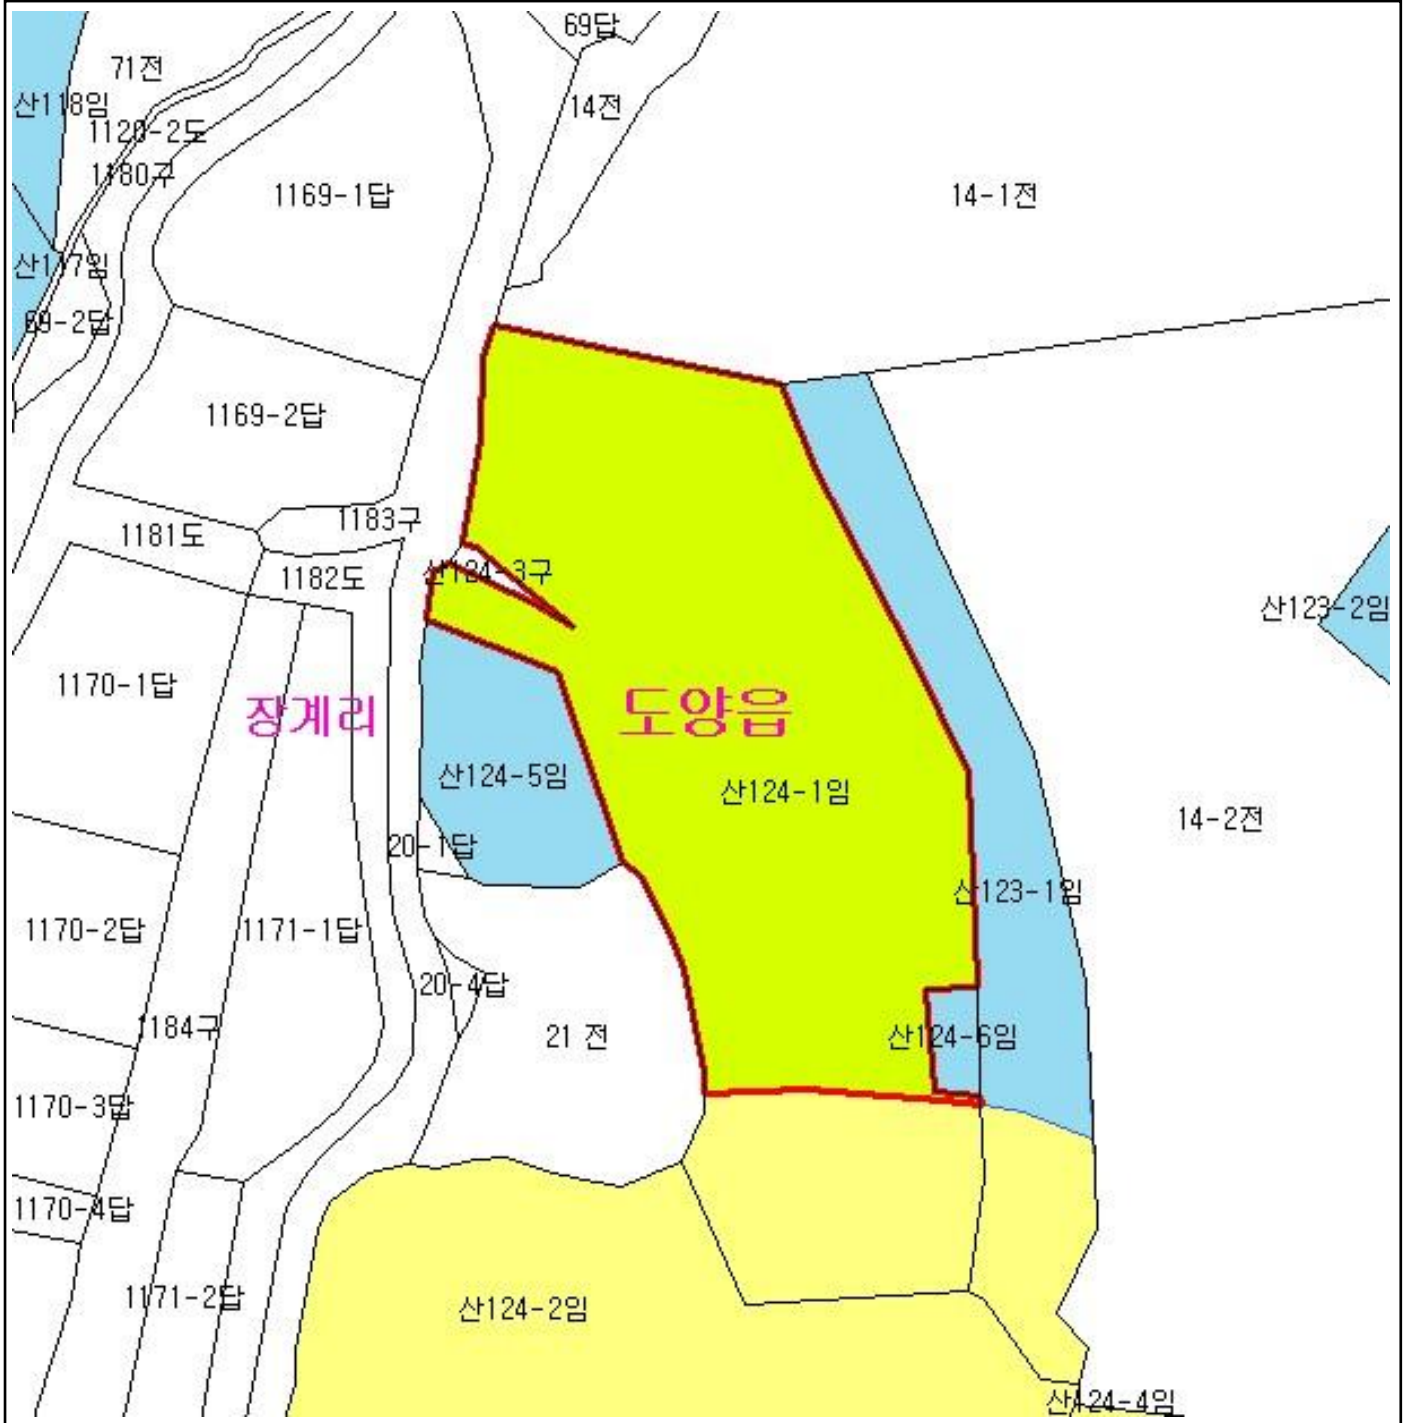 69답
71전
산118임
14전
1120-2도
1180구
1169-1답
14-1전
산117임
69-2답
1169-2답
1183구
1181도
산124-3구
1182도
산123-2임
1170-1답
장계리
도양읍
산124-5임
산124-1임
14-2전
20-1답
산123-1임
1170-2답
1171-1답
20-4답
1184구
21 전
산124-6임
1170-3답
1170-4답
1171-2답
산124-2임
산124-4임